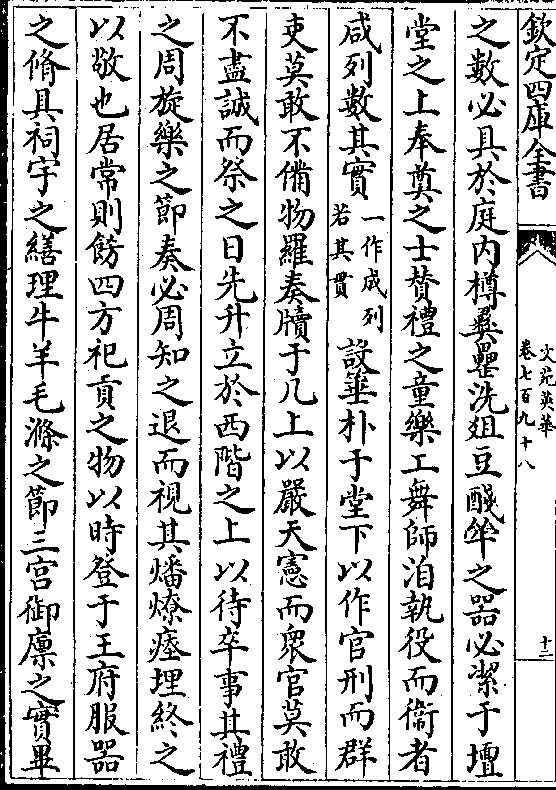 欽定四庫全書
文苑英華
卷七百九十八
十二
之數必具於庭內樽彝罍洗俎豆醆斝之器必潔于壇
堂之上奉奠之士賛禮之童樂工舞師洎執役而衞者
咸列數其實一作咸列若其貫設箠朴于堂下以作官刑而群
吏莫敢不備物羅奏牘于几上以嚴天憲而衆官莫敢
不盡誠而祭之日先升立於西階之上以待卒事其禮
之周旋樂之節奏必周知之退而視其燔燎瘞埋終之
以敬也居常則飭四方祀貢之物以時登于王府服器
之脩具祠宇之繕理牛羊毛滌之節三宫御廪之實畢